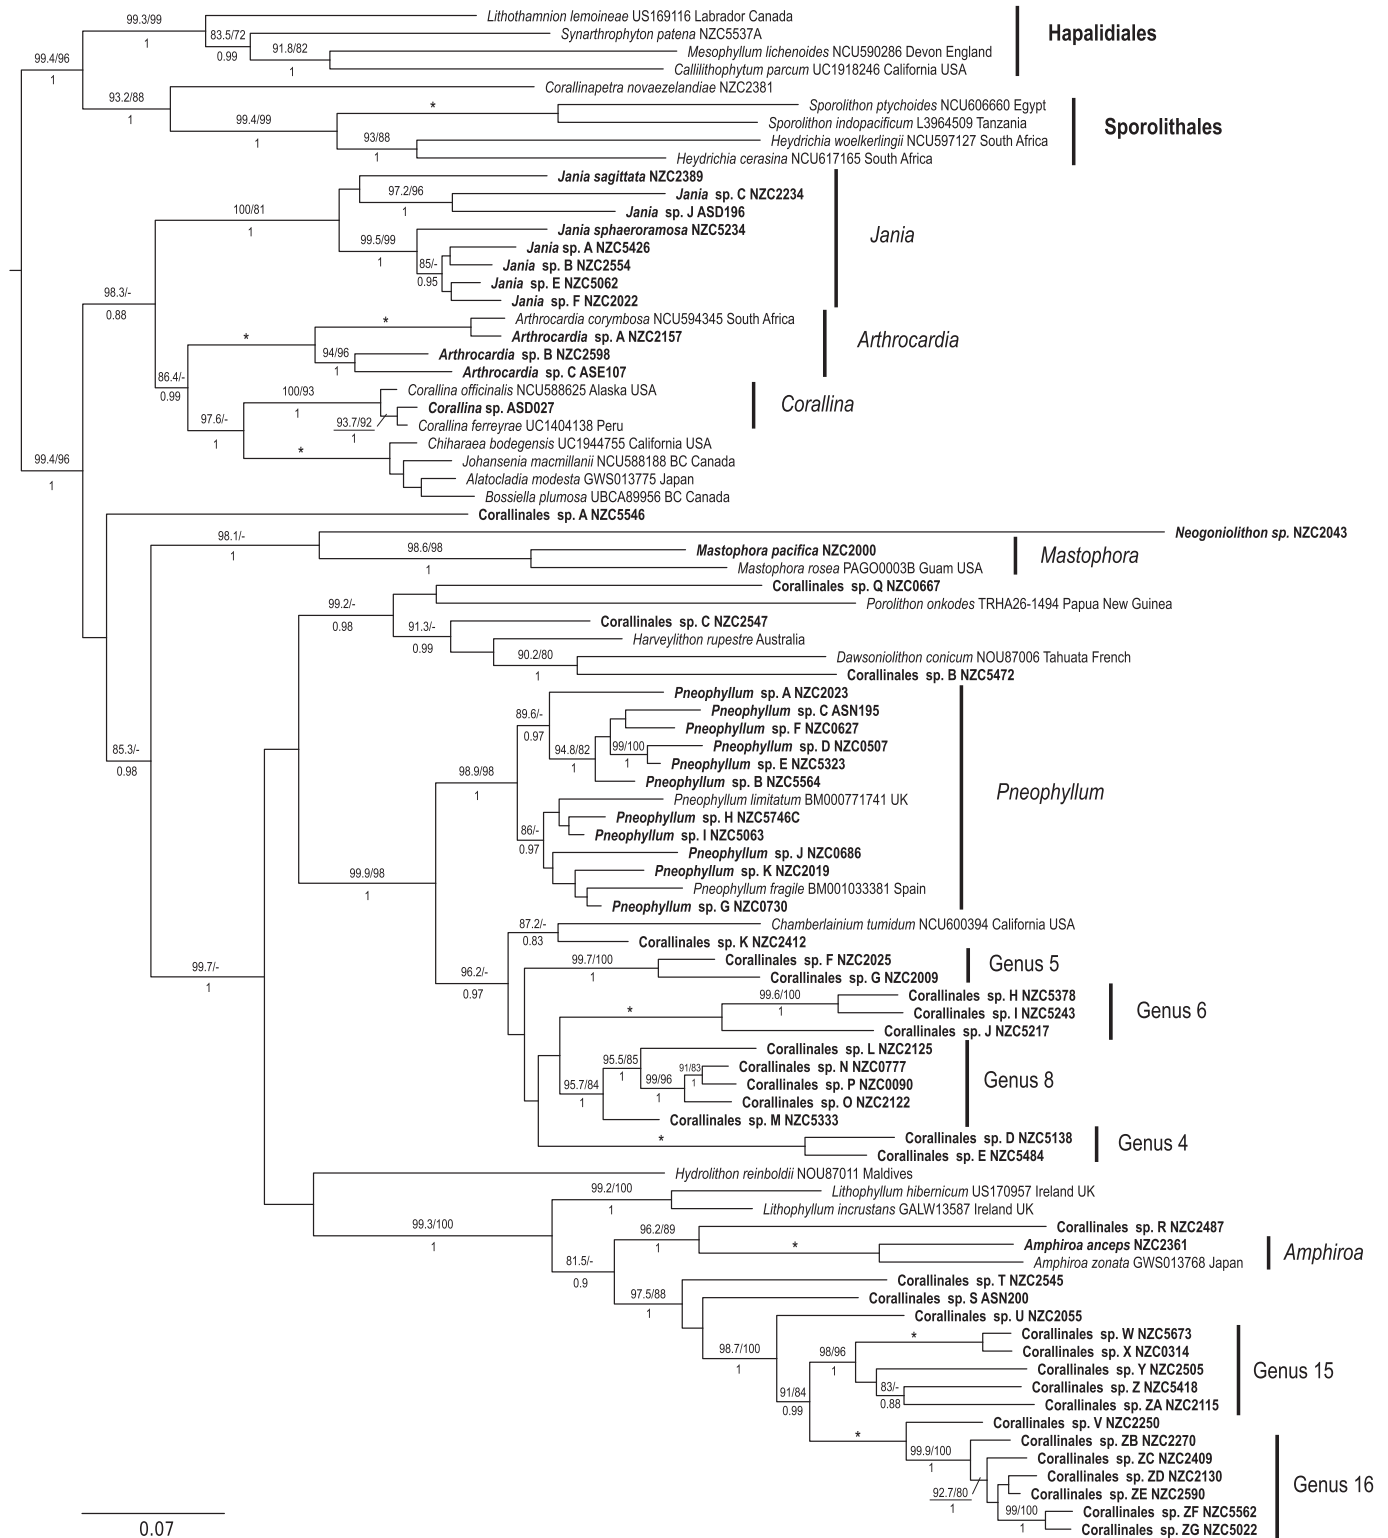 99.3/99
1
Lithothamnion lemoineae US169116 Labrador Canada
83.5/72
0.99
Synarthrophyton patena NZC5537A
91.8/82
1
Mesophyllum lichenoides NCU590286 Devon England
Callilithophytum parcum UC1918246 California USA
Hapalidiales
99.4/96
1
93.2/88
1
Corallinapetra novaezelandiae NZC2381
99.4/99
1
*
Sporolithon ptychoides NCU606660 Egypt
Sporolithon indopacificum L3964509 Tanzania
93/88
1
Heydrichia woelkerlingii NCU597127 South Africa
Heydrichia cerasina NCU617165 South Africa
Sporolithales
Jania sagittata NZC2389
97.2/96
1
Jania sp. C NZC2234
Jania sp. J ASD196
100/81
1
Jania sphaeroramosa NZC5234
99.5/99
1
Jania sp. A NZC5426
85/-
0.95
Jania sp. B NZC2554
Jania sp. E NZC5062
Jania sp. F NZC2022
Jania
98.3/-
0.88
*
*
Arthrocardia corymbosa NCU594345 South Africa
Arthrocardia sp. A NZC2157
94/96
1
Arthrocardia sp. B NZC2598
Arthrocardia sp. C ASE107
Arthrocardia
86.4/-
0.99
100/93
1
Corallina officinalis NCU588625 Alaska USA
Corallina sp. ASD027
93.7/92
1
Corallina ferreyrae UC1404138 Peru
Corallina
97.6/-
1
*
Chiharaea bodegensis UC1944755 California USA
Johansenia macmillanii NCU588188 BC Canada
Alatocladia modesta GWS013775 Japan
Bossiella plumosa UBCA89956 BC Canada
99.4/96
1
Corallinales sp. A NZC5546
98.1/-
1
Neogoniolithon sp. NZC2043
98.6/98
1
Mastophora pacifica NZC2000
Mastophora rosea PAGO0003B Guam USA
Mastophora
Corallinales sp. Q NZC0667
99.2/-
0.98
Porolithon onkodes TRHA26-1494 Papua New Guinea
91.3/-
0.99
Corallinales sp. C NZC2547
Harveylithon rupestre Australia
90.2/80
1
Dawsoniolithon conicum NOU87006 Tahuata French
Corallinales sp. B NZC5472
85.3/-
0.98
89.6/-
0.97
Pneophyllum sp. A NZC2023
Pneophyllum sp. C ASN195
Pneophyllum sp. F NZC0627
94.8/82
1
99/100
1
Pneophyllum sp. D NZC0507
Pneophyllum sp. E NZC5323
Pneophyllum sp. B NZC5564
98.9/98
1
Pneophyllum limitatum BM000771741 UK
Pneophyllum sp. H NZC5746C
86/-
0.97
Pneophyllum sp. I NZC5063
Pneophyllum sp. J NZC0686
Pneophyllum sp. K NZC2019
Pneophyllum fragile BM001033381 Spain
Pneophyllum sp. G NZC0730
Pneophyllum
99.9/98
1
87.2/-
0.83
Chamberlainium tumidum NCU600394 California USA
Corallinales sp. K NZC2412
96.2/-
0.97
99.7/100
1
Corallinales sp. F NZC2025
Corallinales sp. G NZC2009
Genus 5
*
99.6/100
1
Corallinales sp. H NZC5378
Corallinales sp. I NZC5243
Corallinales sp. J NZC5217
Genus 6
95.7/84
1
95.5/85
1
Corallinales sp. L NZC2125
99/96
1
91/83
1
Corallinales sp. N NZC0777
Corallinales sp. P NZC0090
Corallinales sp. O NZC2122
Corallinales sp. M NZC5333
Genus 8
*
Corallinales sp. D NZC5138
Corallinales sp. E NZC5484
Genus 4
99.7/-
1
Hydrolithon reinboldii NOU87011 Maldives
99.2/100
1
Lithophyllum hibernicum US170957 Ireland UK
Lithophyllum incrustans GALW13587 Ireland UK
99.3/100
1
96.2/89
1
Corallinales sp. R NZC2487
*
Amphiroa anceps NZC2361
Amphiroa zonata GWS013768 Japan
Amphiroa
81.5/-
0.9
97.5/88
1
Corallinales sp. T NZC2545
Corallinales sp. S ASN200
98.7/100
1
Corallinales sp. U NZC2055
98/96
1
*
Corallinales sp. W NZC5673
Corallinales sp. X NZC0314
Corallinales sp. Y NZC2505
83/-
0.88
Corallinales sp. Z NZC5418
Corallinales sp. ZA NZC2115
Genus 15
91/84
0.99
*
Corallinales sp. V NZC2250
99.9/100
1
Corallinales sp. ZB NZC2270
Corallinales sp. ZC NZC2409
92.7/80
1
Corallinales sp. ZD NZC2130
Corallinales sp. ZE NZC2590
99/100
1
Corallinales sp. ZF NZC5562
Corallinales sp. ZG NZC5022
Genus 16
0.07